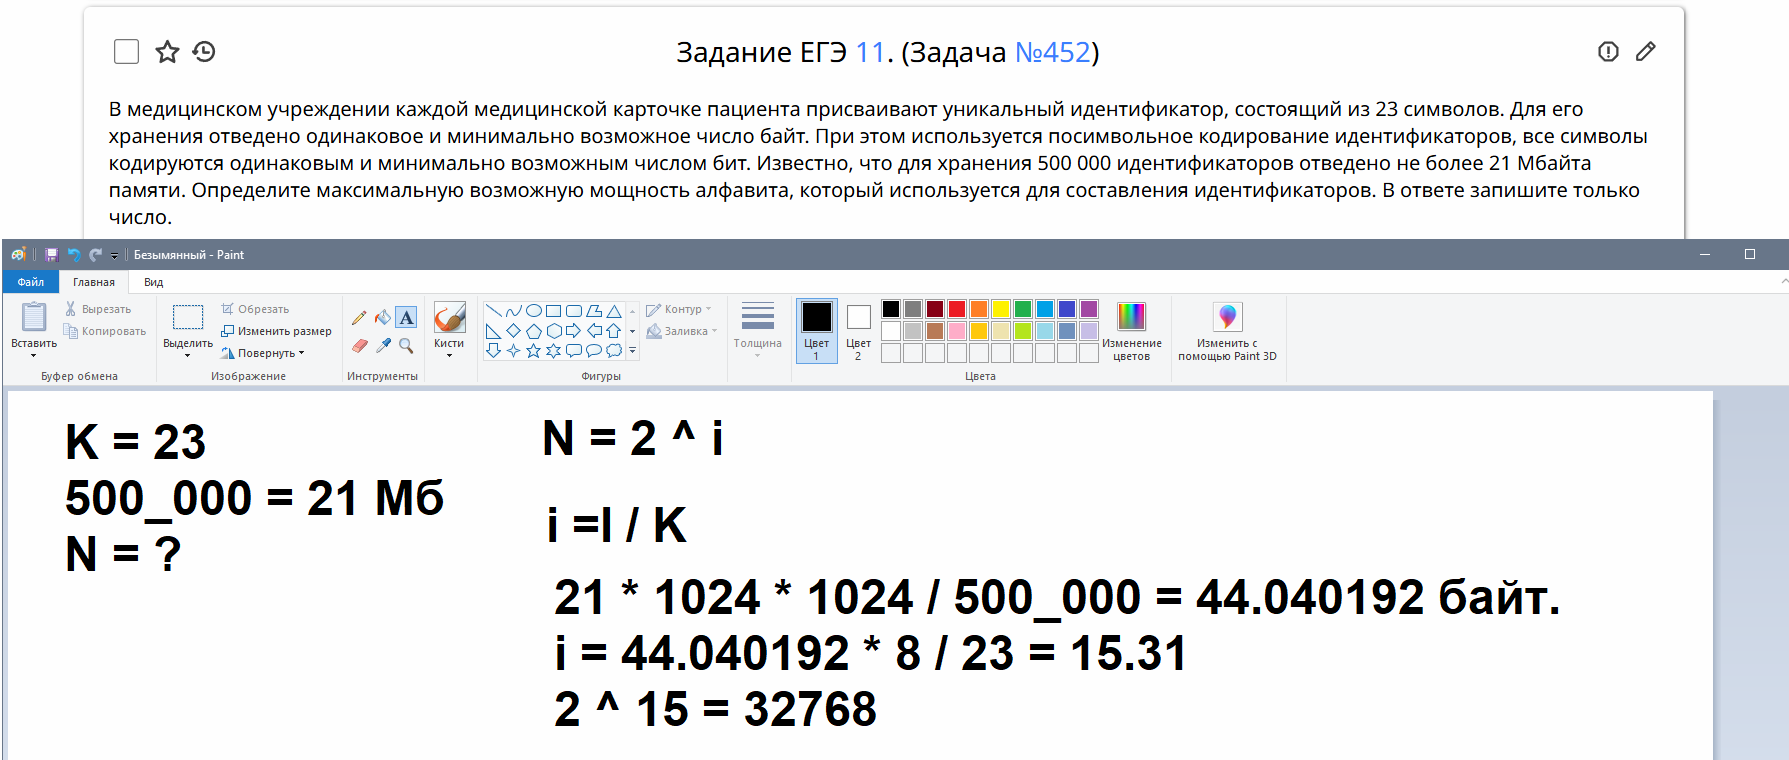 Задание ЕГЭ 11. (Задача №452)
В медицинском учреждении каждой медицинской карточке пациента присваивают уникальный идентификатор, состоящий из 23 символов. Для его
хранения отведено одинаковое и минимально возможное число байт. При этом используется посимвольное кодирование идентификаторов, все символы
кодируются одинаковым и минимально возможным числом бит. Известно, что для хранения 500 000 идентификаторов отведено не более 21 Мбайта
памяти. Определите максимальную возможную мощность алфавита, который используется для составления идентификаторов. В ответе запишите только
число.
Безымянный - Paint
Файл Главная Вид
Вставить
Вырезать
Копировать
Буфер обмена
Выделить
Обрезать
Изменить размер
Повернуть
Изображение
A
Инструменты
Кисти
Контур
Заливка
Фигуры
Толщина
Цвет
1
Цвет
2
Изменение
цветов
Цвета
Изменить с
помощью Paint 3D
K = 23
500_000 = 21 Мб
N = ?
N = 2 ^ i
i =I / K
21 * 1024 * 1024 / 500_000 = 44.040192 байт.
i = 44.040192 * 8 / 23 = 15.31
2 ^ 15 = 32768